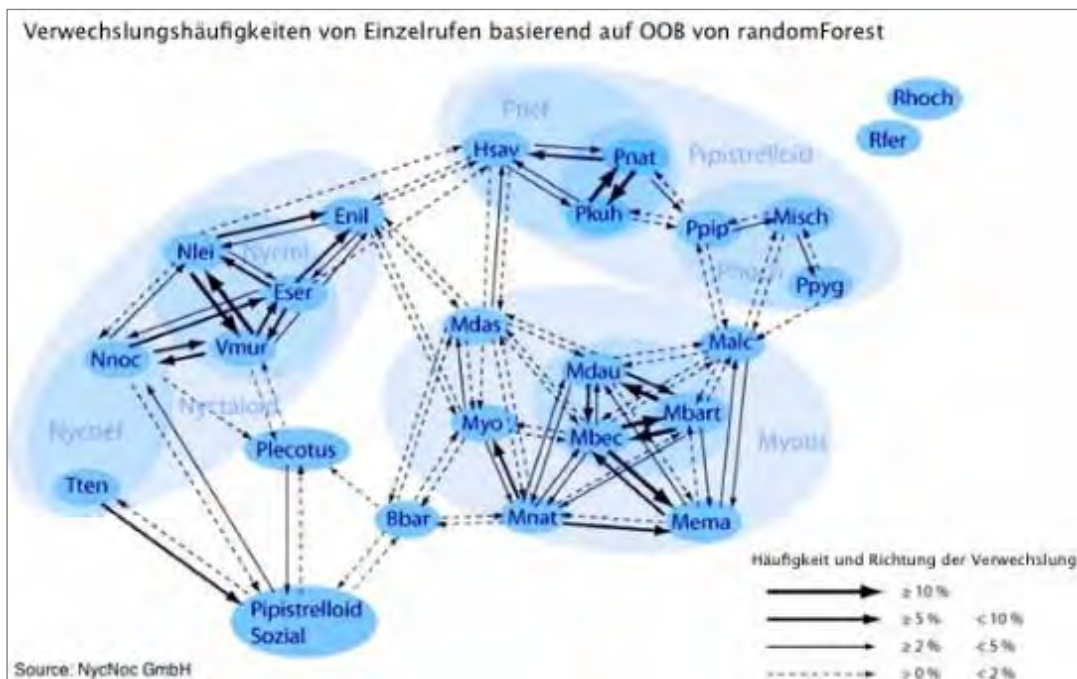 Verwechslungshäufigkeiten von Einzelrufen basierend auf OOB von randomForest
Rhoch
Rfer
Hsav
Pnat
Pipistrelloid
Pkuh
Ppip
Misch
Ppyg
Enil
Nlei
Eser
Nnoc
Vmur
Nyctaloid
Mdas
Malc
Mdau
Mbart
Myo
Mbec
Myotis
Plecotus
Tten
Bbar
Mnat
Mema
Pipistrelloid
Sozial
Häufigkeit und Richtung der Verwechslung
≥10%
≥5% <10%
≥2% <5%
>0% <2%
Source: NycNoc GmbH